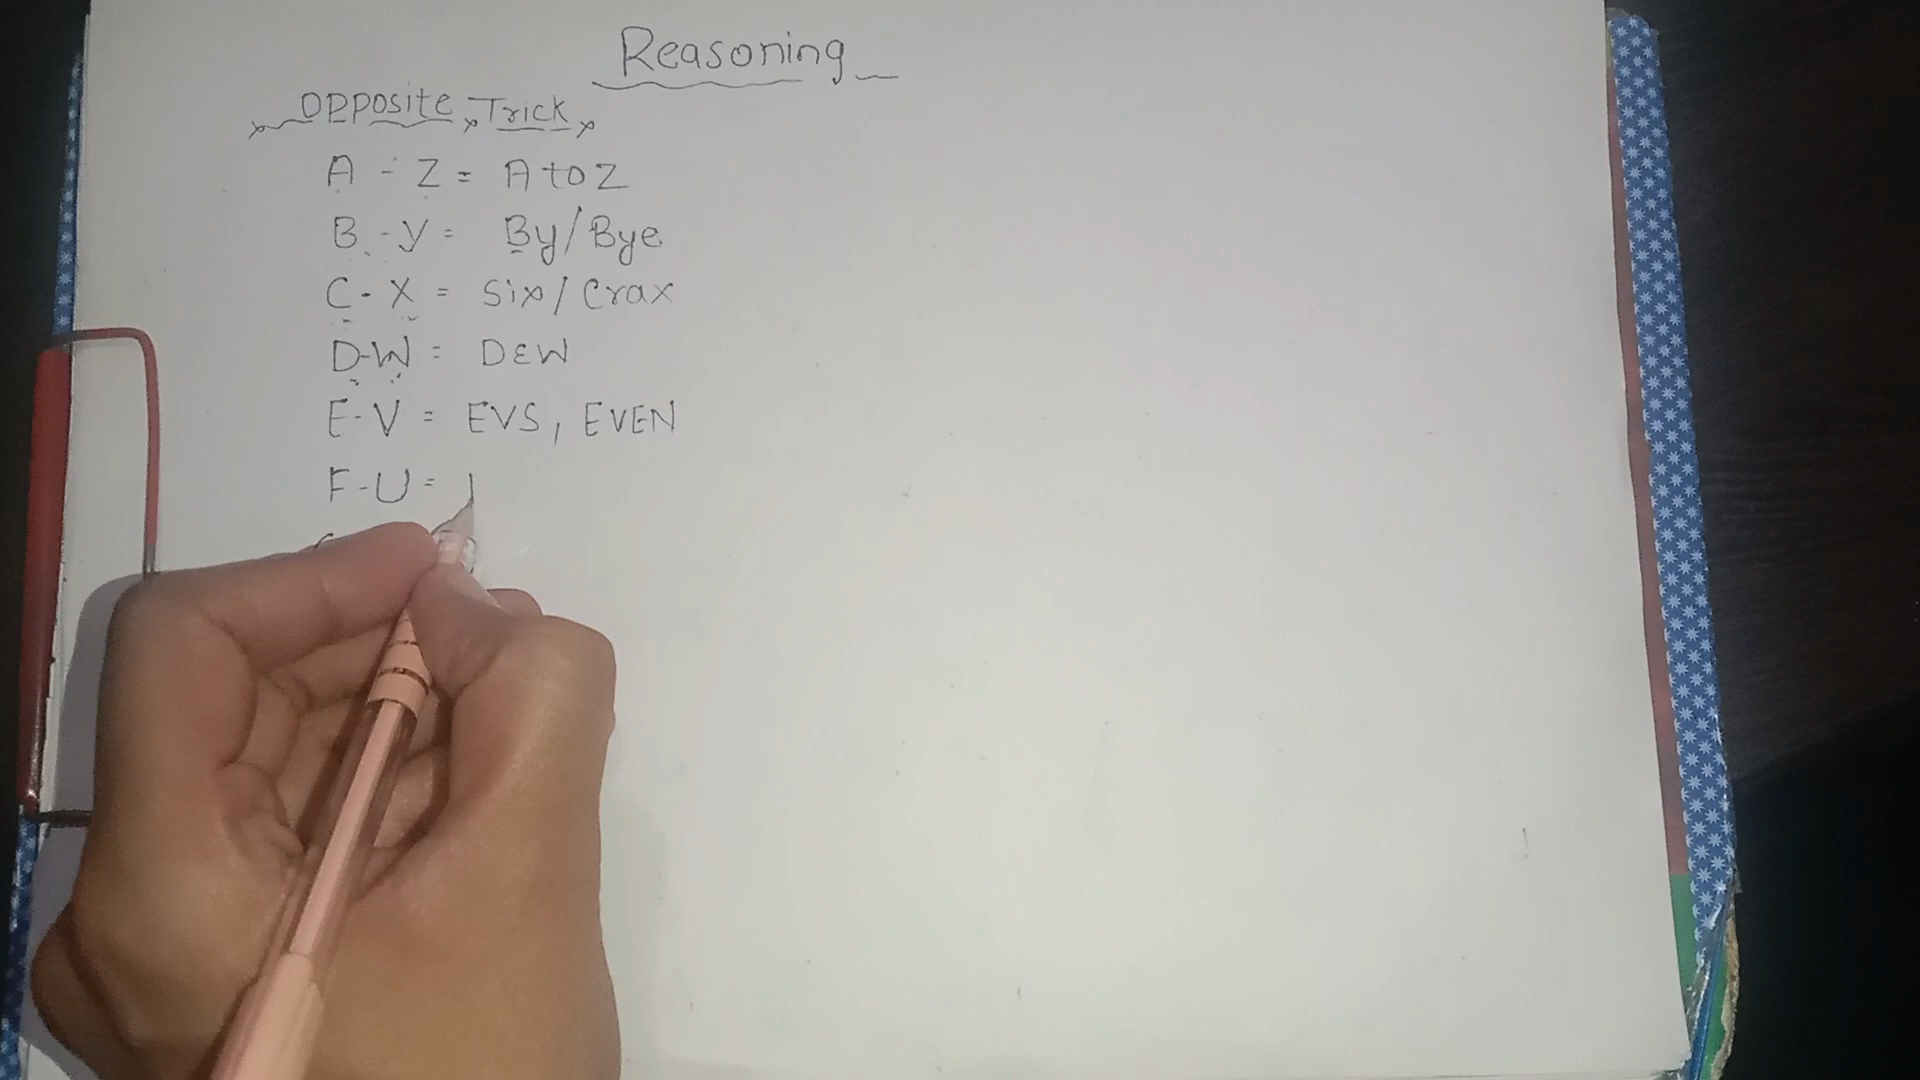 Reasoning
Opposite Trick
A - Z = A to Z
B - y = By/Bye
C - X = Six/Crax
D-W = DEW
E-V = EVS, EVEN
F-U =